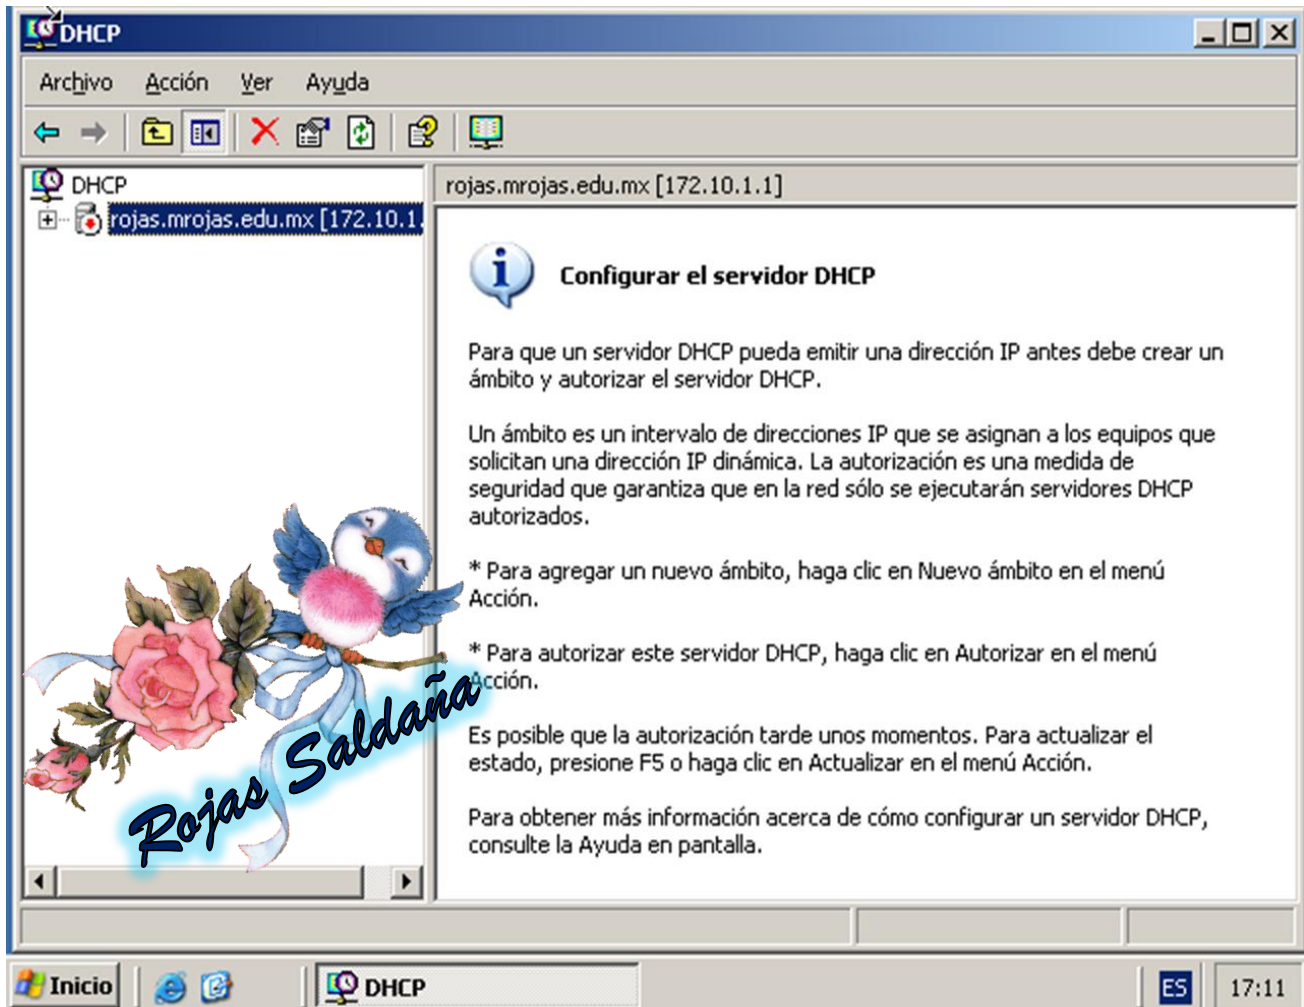 DHCP
Archivo Acción Ver Ayuda
DHCP
rojas.mrojas.edu.mx [172.10.1.
rojas.mrojas.edu.mx [172.10.1.1]
Configurar el servidor DHCP
Para que un servidor DHCP pueda emitir una dirección IP antes debe crear un
ámbito y autorizar el servidor DHCP.
Un ámbito es un intervalo de direcciones IP que se asignan a los equipos que
solicitan una dirección IP dinámica. La autorización es una medida de
seguridad que garantiza que en la red sólo se ejecutarán servidores DHCP
autorizados.
* Para agregar un nuevo ámbito, haga clic en Nuevo ámbito en el menú
Acción.
* Para autorizar este servidor DHCP, haga clic en Autorizar en el menú
Acción.
Es posible que la autorización tarde unos momentos. Para actualizar el
estado, presione F5 o haga clic en Actualizar en el menú Acción.
Para obtener más información acerca de cómo configurar un servidor DHCP,
consulte la Ayuda en pantalla.
Rojas Saldaña
Inicio DHCP ES 17:11